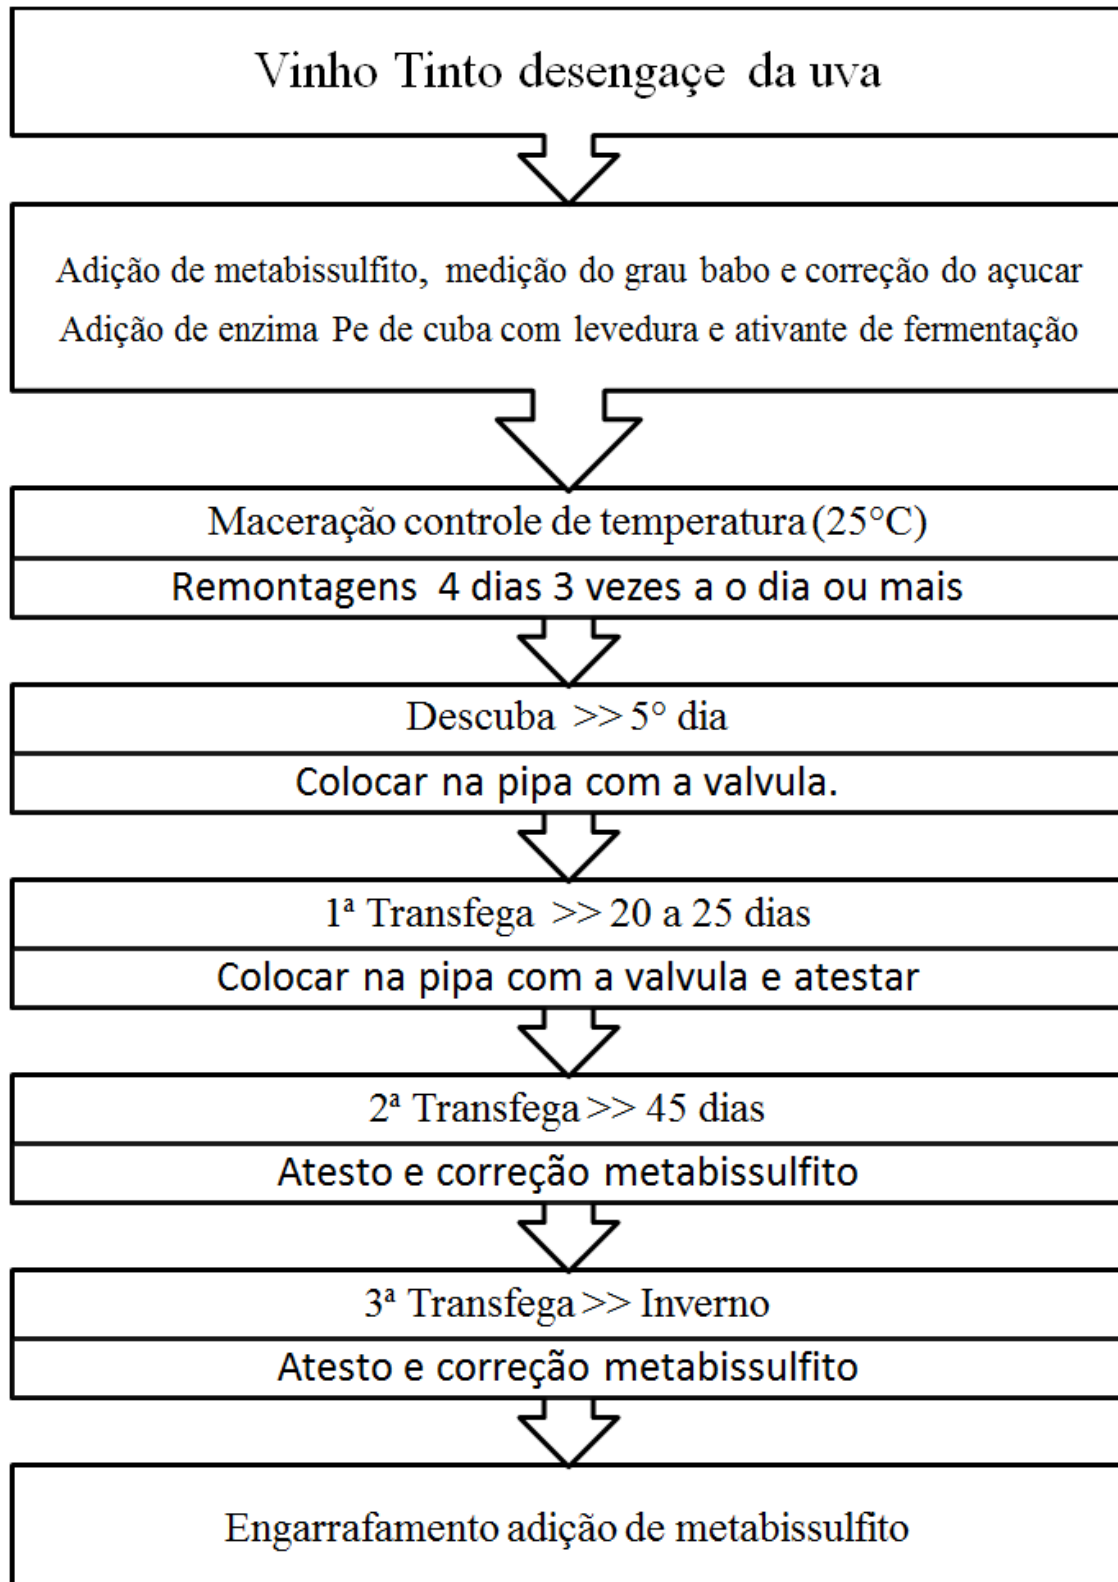 Vinho Tinto desengaçe da uva
Adição de metabissulfito, medição do grau babo e correção do açucar
Adição de enzima Pe de cuba com levedura e ativante de fermentação
Maceração controle de temperatura (25°C)
Remontagens 4 dias 3 vezes a o dia ou mais
Descuba >> 5° dia
Colocar na pipa com a valvula.
1ª Transfega >> 20 a 25 dias
Colocar na pipa com a valvula e atestar
2ª Transfega >> 45 dias
Atesto e correção metabissulfito
3ª Transfega >> Inverno
Atesto e correção metabissulfito
Engarrafamento adição de metabissulfito